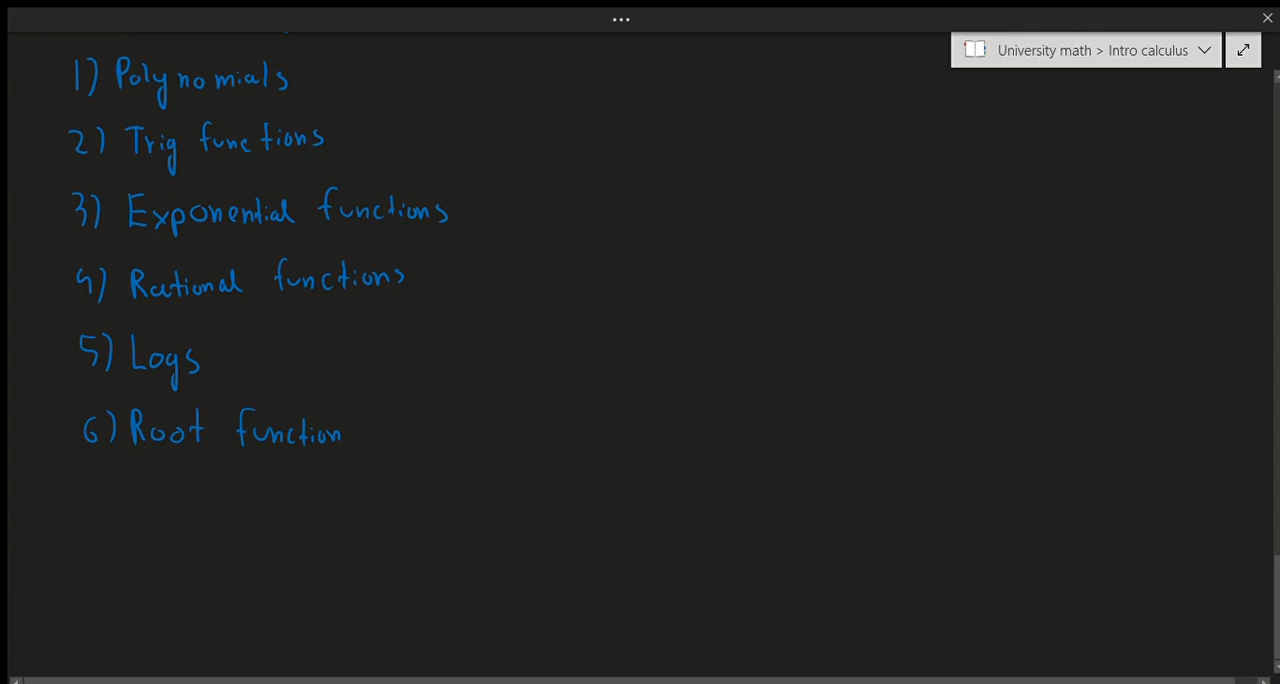 University math > Intro calculus
1) Polynomials
2) Trig functions
3) Exponential functions
4) Rational functions
5) Logs
6) Root function